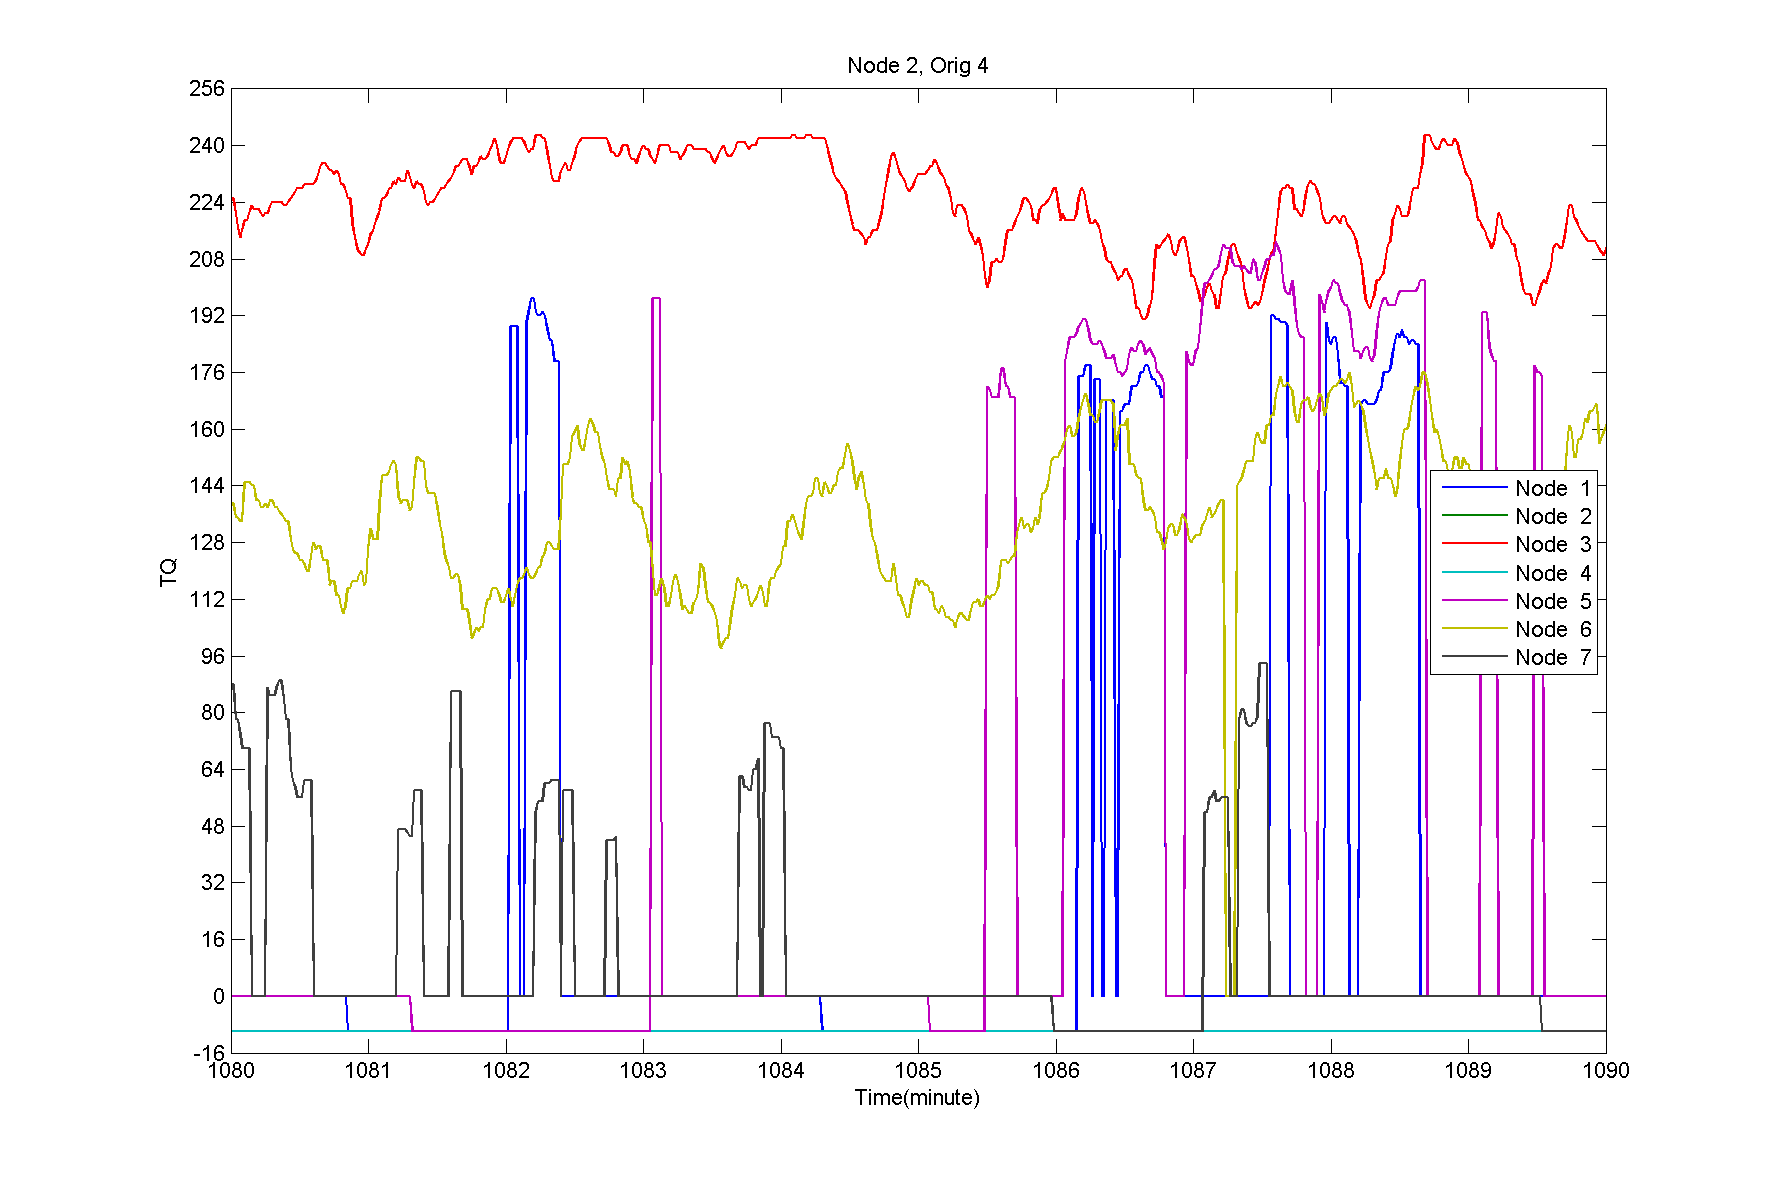 Node 2, Orig 4
256
240
224
208
192
176
160
144
128
112
96
80
64
48
32
16
0
-16
TQ
Node 1
Node 2
Node 3
Node 4
Node 5
Node 6
Node 7
1080 1081 1082 1083 1084 1085 1086 1087 1088 1089 1090
Time(minute)